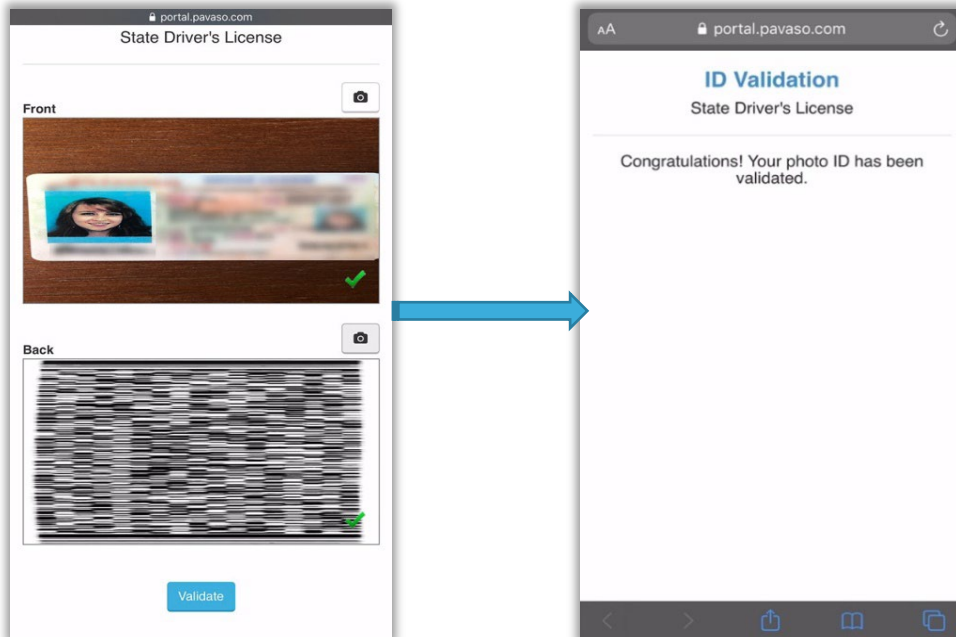 portal.pavaso.com
State Driver's License
Front
Back
Validate
AA
portal.pavaso.com
ID Validation
State Driver's License
Congratulations! Your photo ID has been
validated.